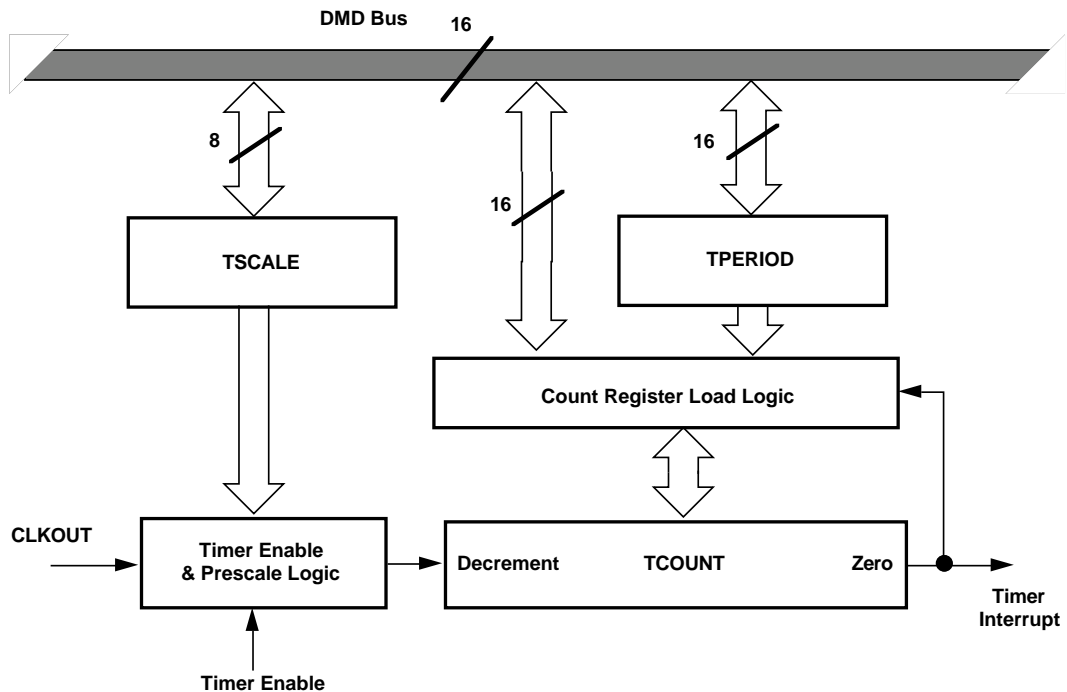 DMD Bus
16
8
16
16
TSCALE
TPERIOD
Count Register Load Logic
CLKOUT
Timer Enable
& Prescale Logic
Decrement TCOUNT Zero
Timer
Interrupt
Timer Enable